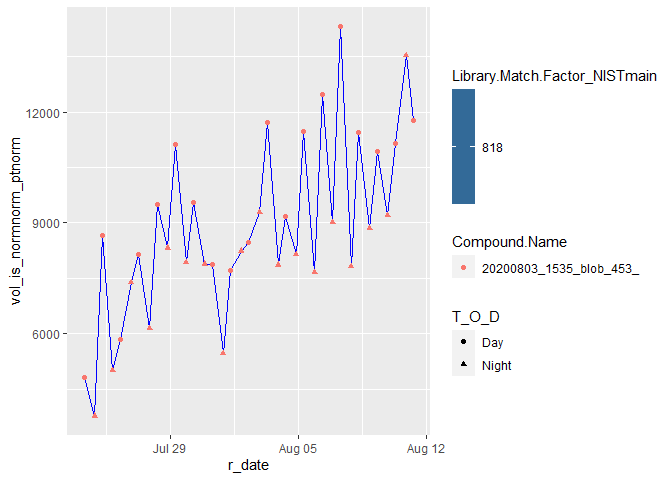 12000
9000
6000
vol_is_normnorm_ptnorm
Jul 29
Aug 05
Aug 12
r_date
Library.Match.Factor_NISTmain
818
Compound.Name
20200803_1535_blob_453_
T_O_D
Day
Night